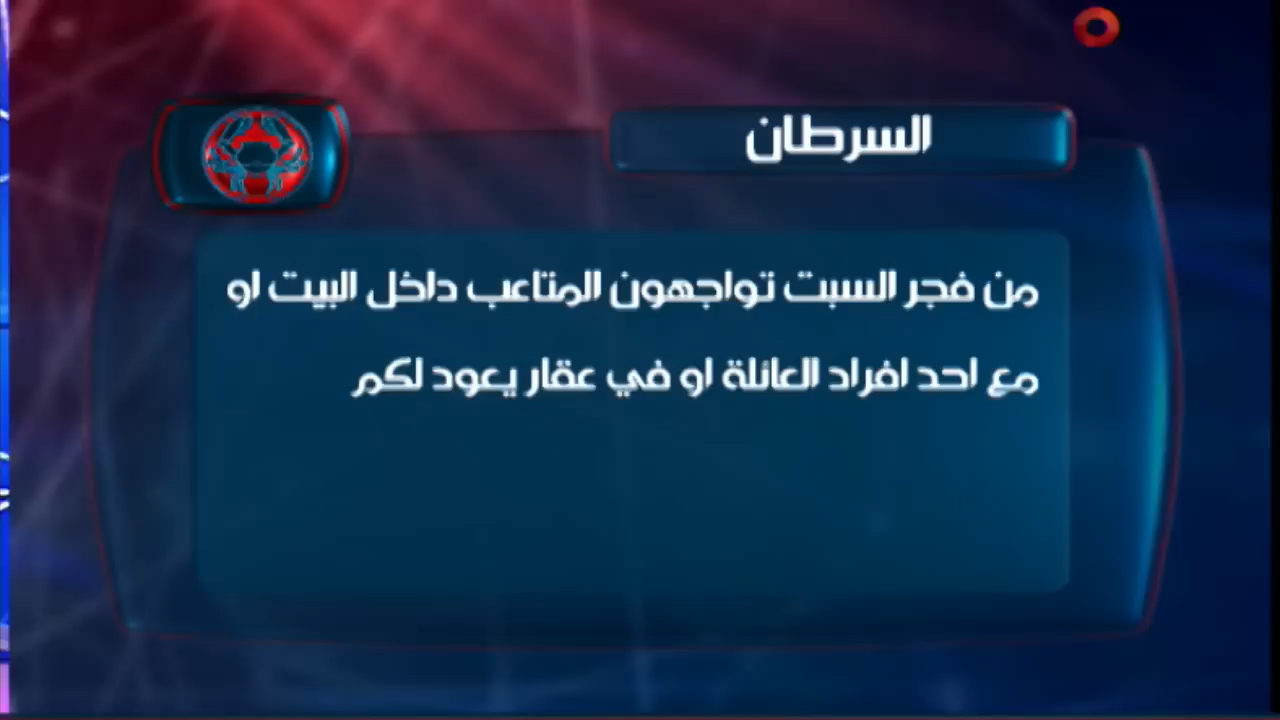 السرطان
من فجر السبت تواجهون المتاعب داخل البيت او
مع احد افراد العائلة او في عقار يعود لكم